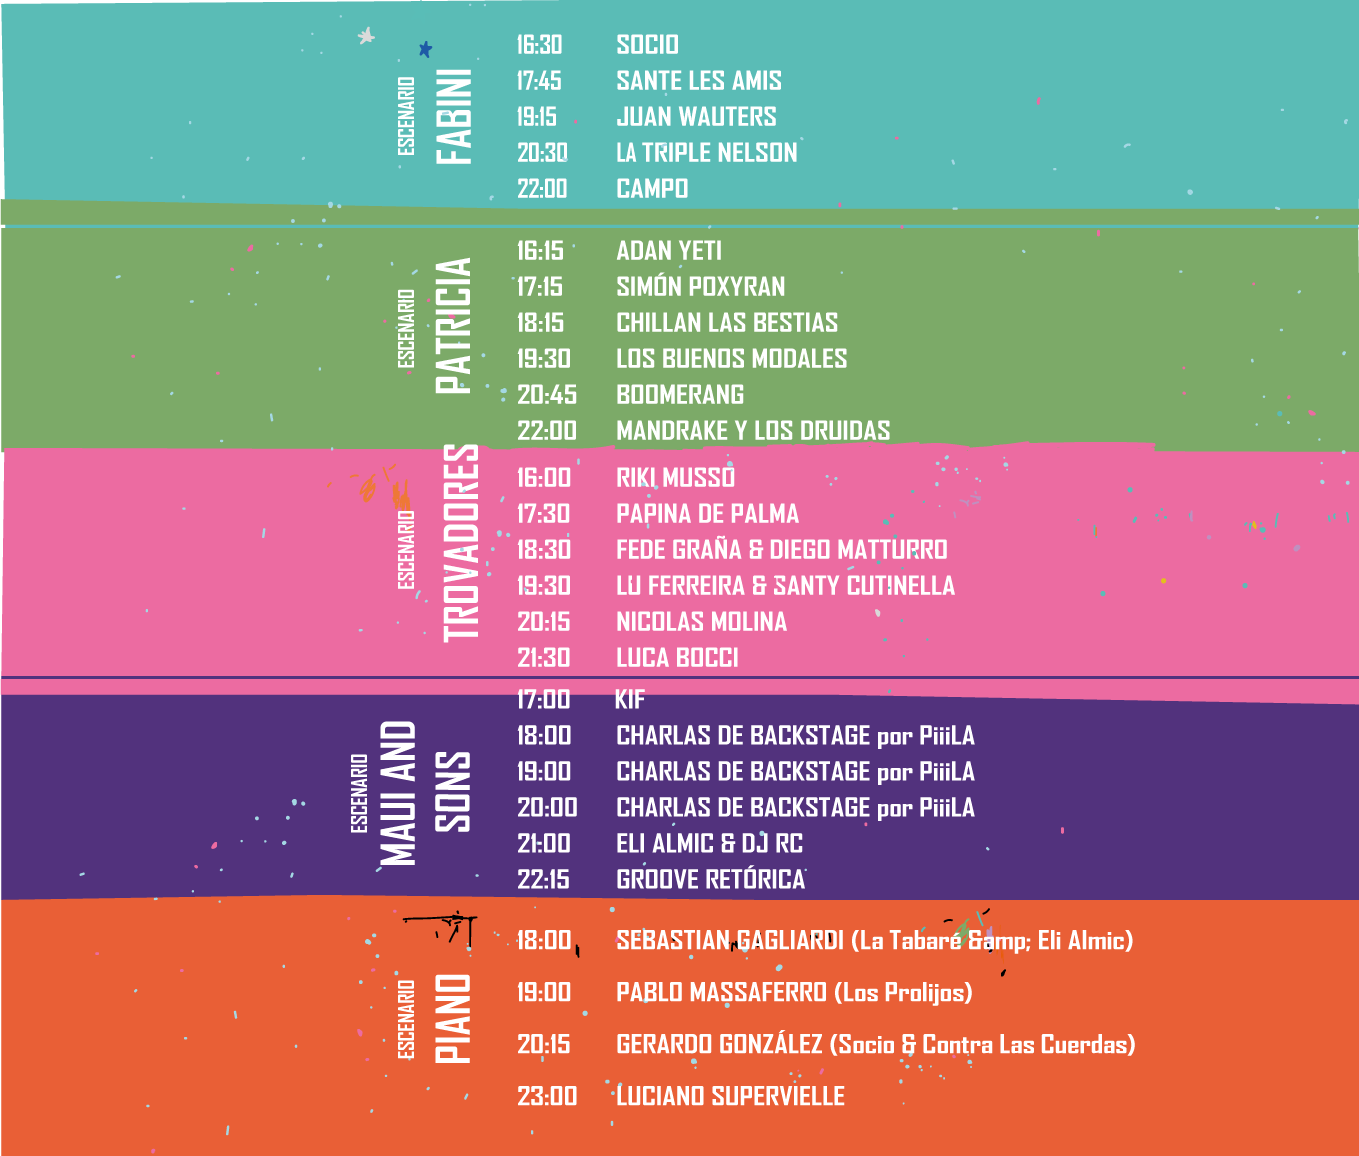 ESCENARIO
FABINI
16:30 SOCIO
17:45 SANTE LES AMIS
19:15 JUAN WAUTERS
20:30 LA TRIPLE NELSON
22:00 CAMPO
ESCENARIO
PATRICIA
16:15 ADAN YETI
17:15 SIMÓN POXYRAN
18:15 CHILLAN LAS BESTIAS
19:30 LOS BUENOS MODALES
20:45 BOOMERANG
22:00 MANDRAKE Y LOS DRUIDAS
ESCENARIO
TROVADORES
16:00 RIKI MUSSO
17:30 PAPINA DE PALMA
18:30 FEDE GRAÑA & DIEGO MATTURRO
19:30 LU FERREIRA & SANTY CUTINELLA
20:15 NICOLAS MOLINA
21:30 LUCA BOCCI
ESCENARIO
MAUI AND
SONS
17:00 KIF
18:00 CHARLAS DE BACKSTAGE por PiiiLA
19:00 CHARLAS DE BACKSTAGE por PiiiLA
20:00 CHARLAS DE BACKSTAGE por PiiiLA
21:00 ELI ALMIC & DJ RC
22:15 GROOVE RETÓRICA
ESCENARIO
PIANO
18:00 SEBASTIAN GAGLIARDI (La Tabaré &amp; Eli Almic)
19:00 PABLO MASSAFERRO (Los Prolijos)
20:15 GERARDO GONZÁLEZ (Socio & Contra Las Cuerdas)
23:00 LUCIANO SUPERVIELLE